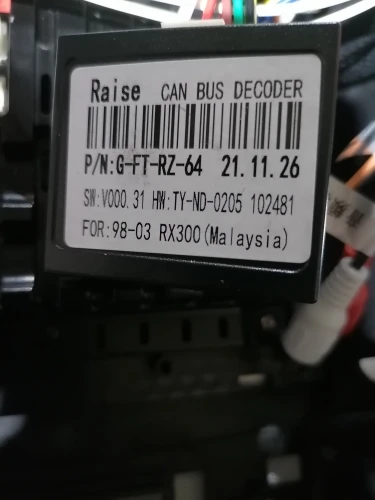 Raise CAN BUS DECODER
P/N:G-FT-RZ-64 21.11.26
SW:V000.31 HW:TY-ND-0205 102481
FOR:98-03 RX300(Malaysia)